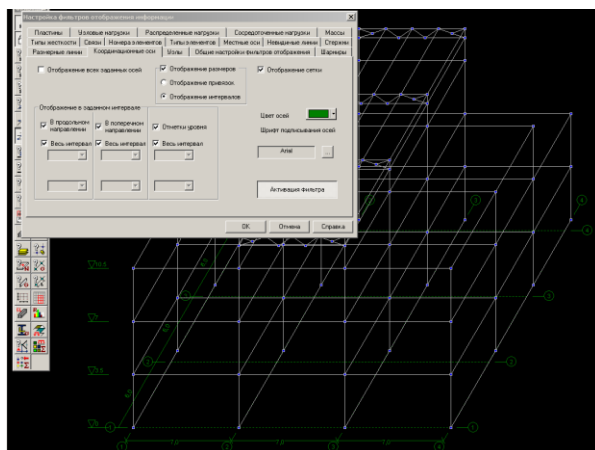 Настройка фильтров отображения информации
Пластины Узловые нагрузки Распределенные нагрузки Сосредоточенные нагрузки Массы
Типы жесткости Связи Номера элементов Типы элементов Местные оси Невидимые линии Стержни
Размерные линии Координационные оси Узлы Общие настройки фильтров отображения Шарниры
Отображение всех заданных осей
Отображение размеров
Отображение сетки
Отображение привязок
Отображение интервалов
Отображение в заданном интервале
В продольном направлении
В поперечном направлении
Отметки уровня
Весь интервал Весь интервал Весь интервал
Цвет осей
Шрифт подписывания осей
Arial ...
Активация фильтра
OK Отмена Справка